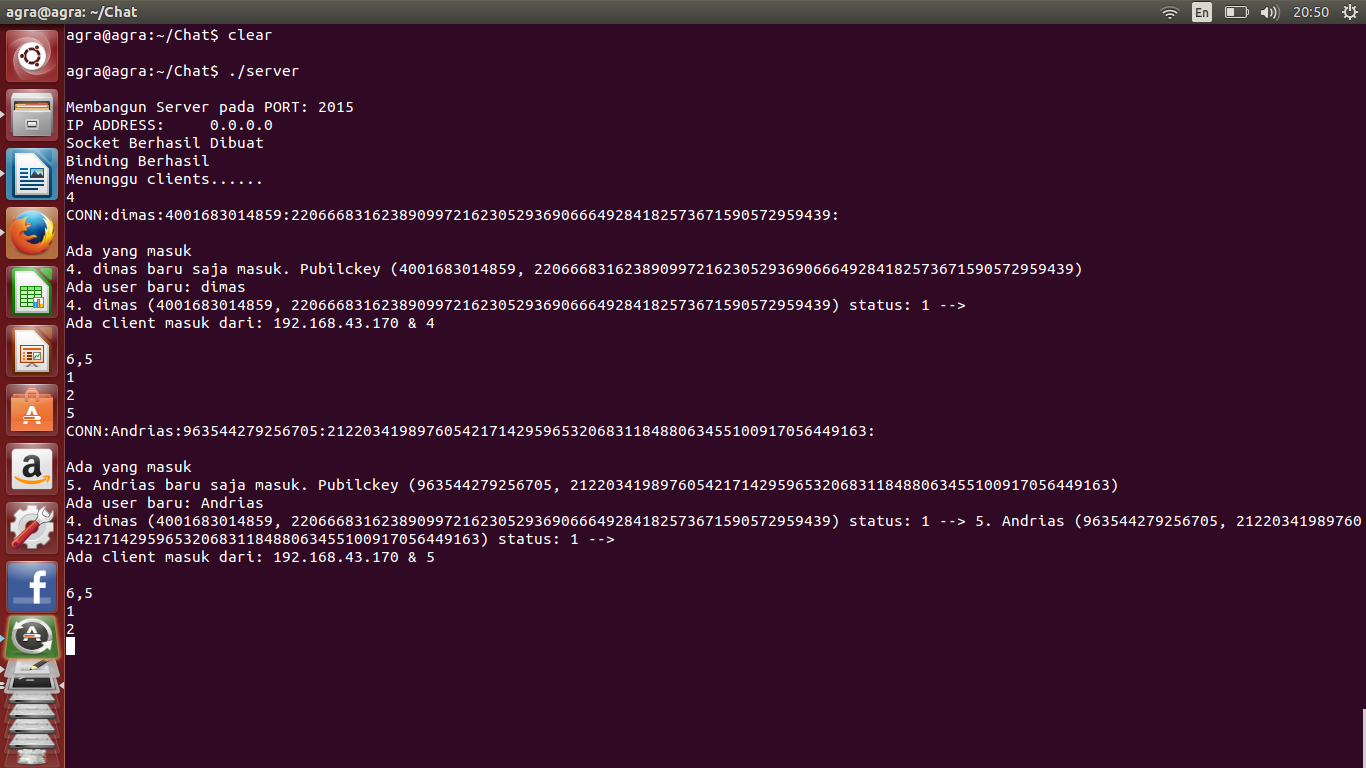 agra@agra: ~/Chat
En
20:50
agra@agra:~/Chat$ clear
agra@agra:~/Chat$ ./server
Membangun Server pada PORT: 2015
IP ADDRESS:     0.0.0.0
Socket Berhasil Dibuat
Binding Berhasil
Menunggu clients......
4
CONN:dimas:4001683014859:22066683162389099721623052936906664928418257367159057295​9439:
Ada yang masuk
4. dimas baru saja masuk. Pubilckey (4001683014859, 220666831623890997216230529369066649284182573671590572959439)
Ada user baru: dimas
4. dimas (4001683014859, 220666831623890997216230529369066649284182573671590572959439) status: 1 -->
Ada client masuk dari: 192.168.43.170 & 4
6,5
1
2
5
CONN:Andrias:963544279256705:212203419897605421714295965320683118488063455100917056449163:
Ada yang masuk
5. Andrias baru saja masuk. Pubilckey (963544279256705, 212203419897605421714295965320683118488063455100917056449163)
Ada user baru: Andrias
4. dimas (4001683014859, 220666831623890997216230529369066649284182573671590572959439) status: 1 --> 5. Andrias (963544279256705, 21220341989760
5421714295965320683118488063455100917056449163) status: 1 -->
Ada client masuk dari: 192.168.43.170 & 5
6,5
1
2